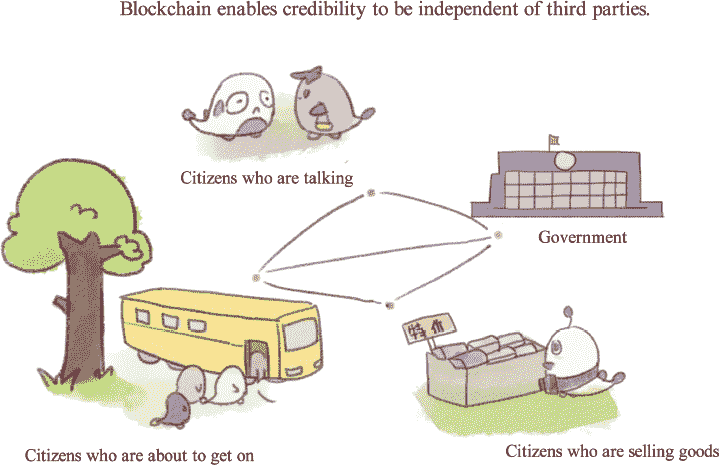 Blockchain enables credibility to be independent of third parties.
Citizens who are talking
Government
特价
Citizens who are about to get on
Citizens who are selling goods